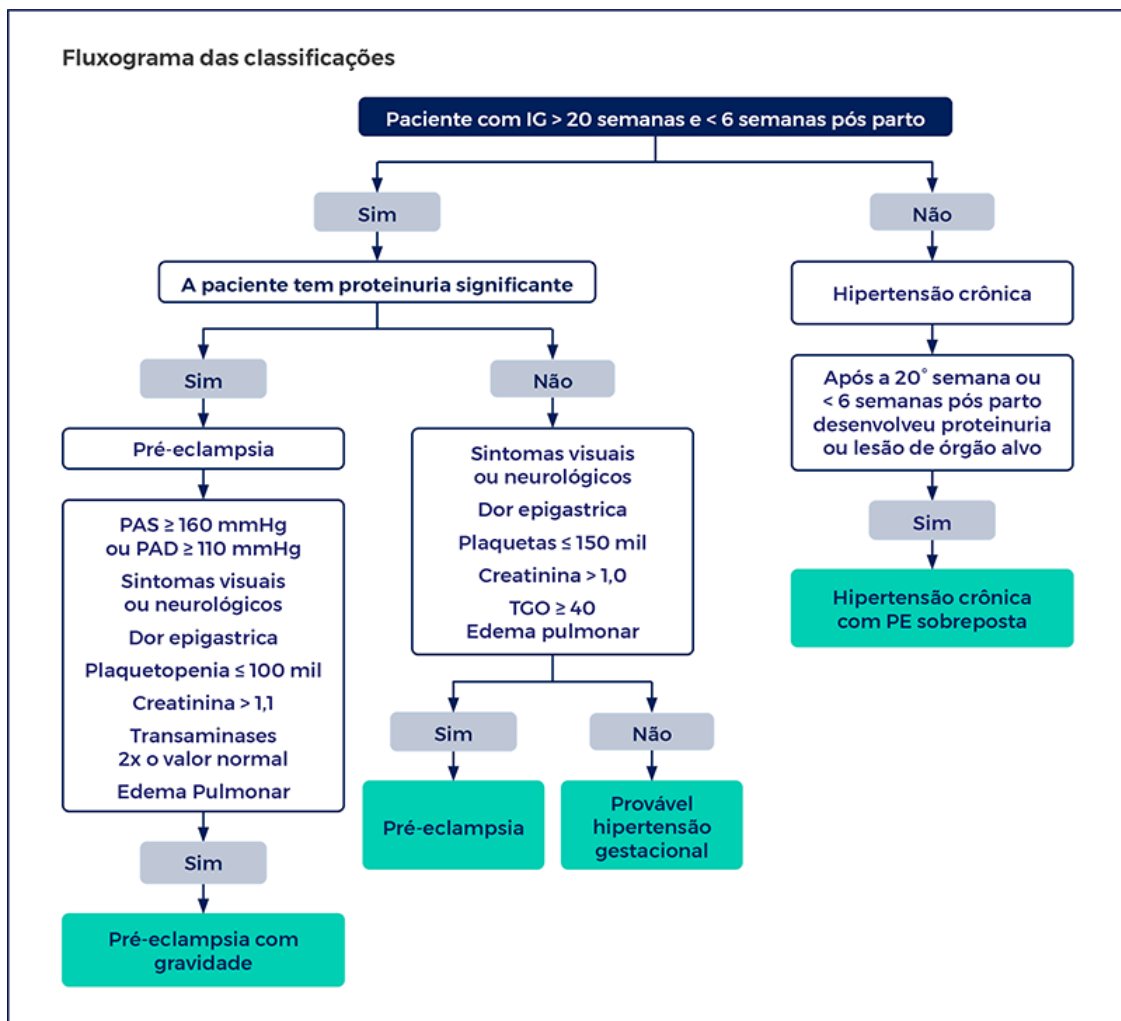 Fluxograma das classificações
Paciente com IG > 20 semanas e < 6 semanas pós parto
Sim
Não
A paciente tem proteinuria significante
Sim
Pré-eclampsia
PAS ≥ 160 mmHg
ou PAD ≥ 110 mmHg
Sintomas visuais
ou neurológicos
Dor epigastrica
Plaquetopenia ≤ 100 mil
Creatinina > 1,1
Transaminases
2x o valor normal
Edema Pulmonar
Sim
Pré-eclampsia com
gravidade
Não
Sintomas visuais
ou neurológicos
Dor epigastrica
Plaquetas ≤ 150 mil
Creatinina > 1,0
TGO ≥ 40
Edema pulmonar
Sim
Pré-eclampsia
Não
Provável
hipertensão
gestacional
Hipertensão crônica
Após a 20° semana ou
< 6 semanas pós parto
desenvolveu proteinuria
ou lesão de órgão alvo
Sim
Hipertensão crônica
com PE sobreposta